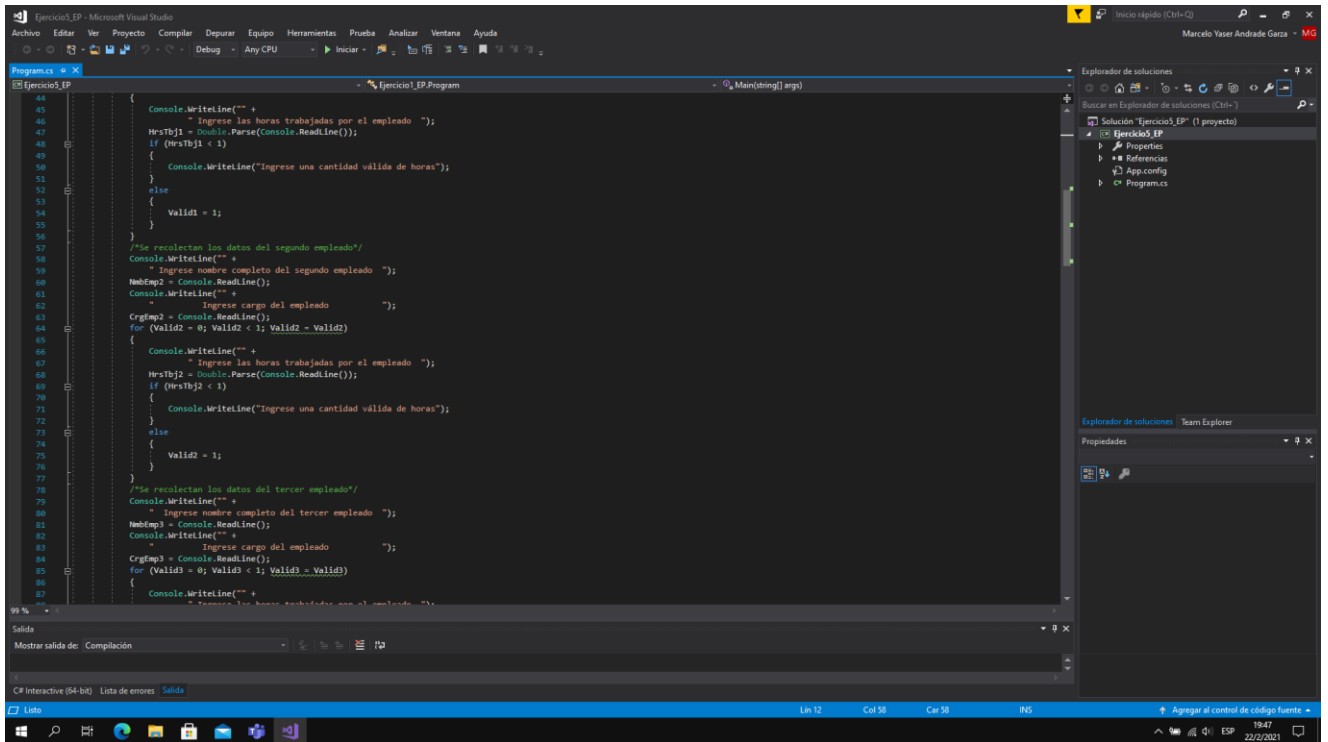 Ejercicio5_EP - Microsoft Visual Studio
Inicio rápido (Ctrl+Q)
Archivo Editar Ver Proyecto Compilar Depurar Equipo Herramientas Prueba Analizar Ventana Ayuda
Marcelo Yaser Andrade Garza MG
Debug Any CPU Iniciar
Program.cs
Ejercicio5_EP Ejercicio1_EP.Program Main(string[] args)
44 {
45 Console.WriteLine("" +
46 " Ingrese las horas trabajadas por el empleado ");
47 HrsTbj1 = Double.Parse(Console.ReadLine());
48 if (HrsTbj1 < 1)
49 {
50 Console.WriteLine("Ingrese una cantidad válida de horas");
51 }
52 else
53 {
54 Valid1 = 1;
55 }
56 }
57 /*Se recolectan los datos del segundo empleado*/
58 Console.WriteLine("" +
59 " Ingrese nombre completo del segundo empleado ");
60 NmbEmp2 = Console.ReadLine();
61 Console.WriteLine("" +
62 " Ingrese cargo del empleado ");
63 CrgEmp2 = Console.ReadLine();
64 for (Valid2 = 0; Valid2 < 1; Valid2 = Valid2)
65 {
66 Console.WriteLine("" +
67 " Ingrese las horas trabajadas por el empleado ");
68 HrsTbj2 = Double.Parse(Console.ReadLine());
69 if (HrsTbj2 < 1)
70 {
71 Console.WriteLine("Ingrese una cantidad válida de horas");
72 }
73 else
74 {
75 Valid2 = 1;
76 }
77 }
78 /*Se recolectan los datos del tercer empleado*/
79 Console.WriteLine("" +
80 " Ingrese nombre completo del tercer empleado ");
81 NmbEmp3 = Console.ReadLine();
82 Console.WriteLine("" +
83 " Ingrese cargo del empleado ");
84 CrgEmp3 = Console.ReadLine();
85 for (Valid3 = 0; Valid3 < 1; Valid3 = Valid3)
86 {
87 Console.WriteLine("" +
" Ingrese las horas trabajadas por el empleado ");
99 %
Salida
Mostrar salida de: Compilación
C# Interactive (64-bit) Lista de errores Salida
Explorador de soluciones
Buscar en Explorador de soluciones (Ctrl+´)
Solución "Ejercicio5_EP" (1 proyecto)
Ejercicio5_EP
Properties
Referencias
App.config
Program.cs
Explorador de soluciones Team Explorer
Propiedades
Listo Lín 12 Col 58 Car 58 INS Agregar al control de código fuente
ESP
19:47
22/2/2021